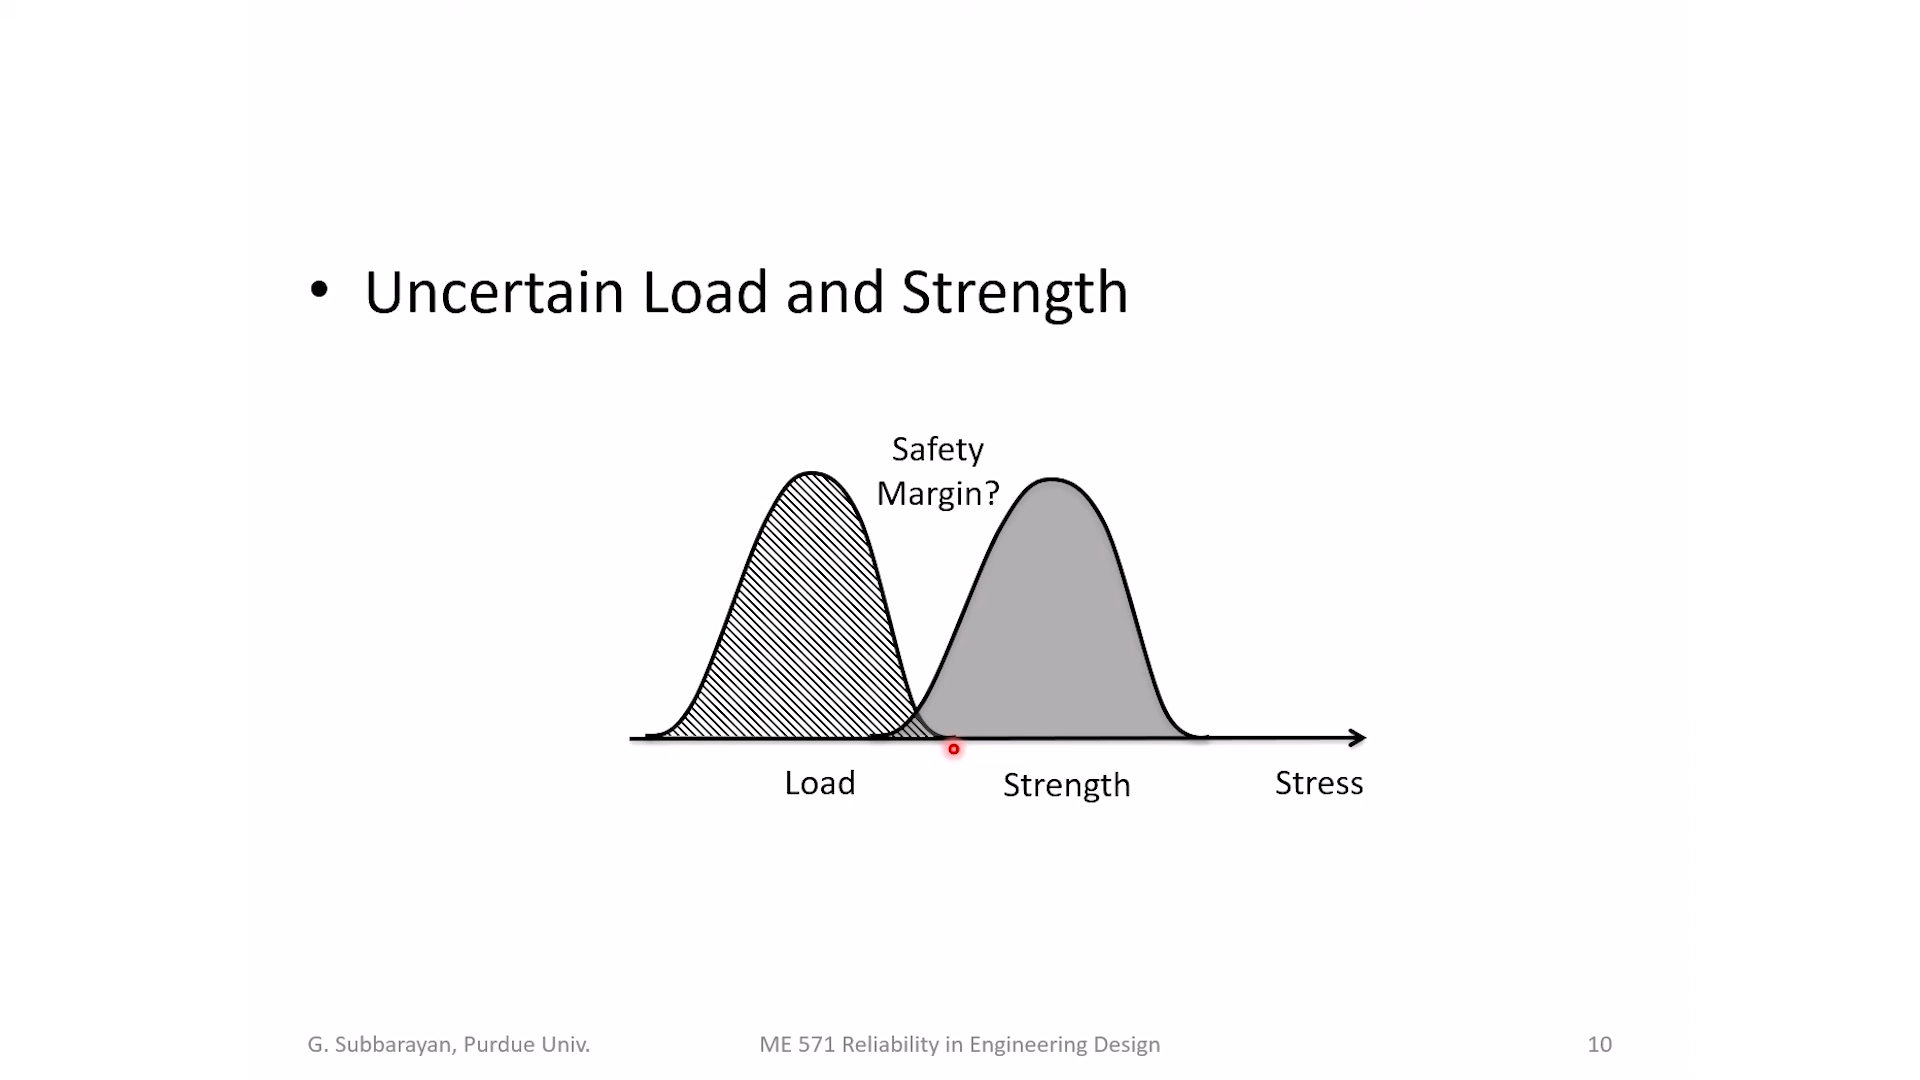 • Uncertain Load and Strength
Safety
Margin?
Load
Strength
Stress
G. Subbarayan, Purdue Univ.
ME 571 Reliability in Engineering Design
10